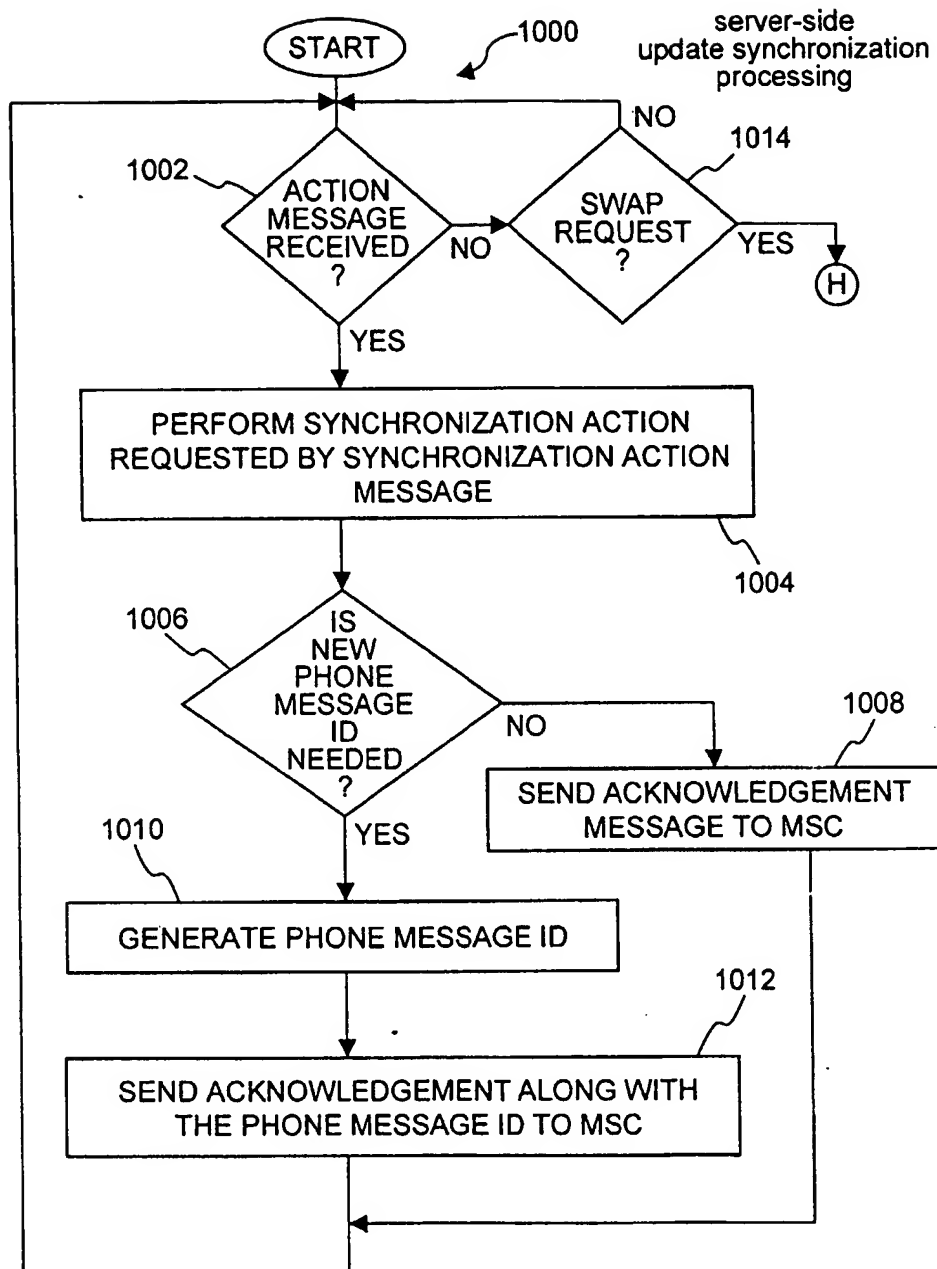 START
1000
server-side
update synchronization
processing
NO
1002
1014
ACTION
MESSAGE
RECEIVED
?
NO
SWAP
REQUEST
?
YES
H
YES
PERFORM SYNCHRONIZATION ACTION
REQUESTED BY SYNCHRONIZATION ACTION
MESSAGE
1004
1006
IS
NEW
PHONE
MESSAGE
ID
NEEDED
?
NO
1008
SEND ACKNOWLEDGEMENT
MESSAGE TO MSC
YES
1010
GENERATE PHONE MESSAGE ID
1012
SEND ACKNOWLEDGEMENT ALONG WITH
THE PHONE MESSAGE ID TO MSC